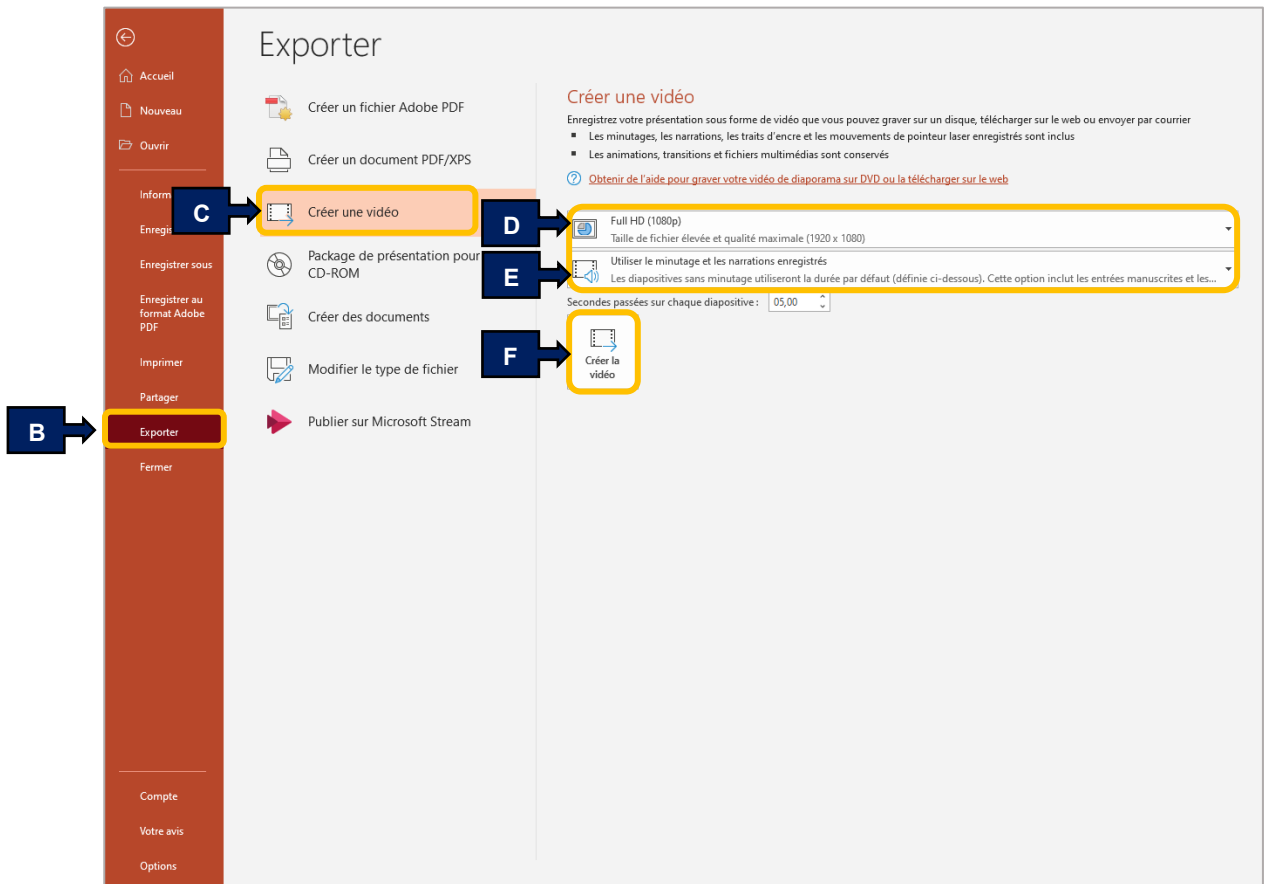 Exporter
Accueil
Nouveau
Ouvrir
Inform
Enregis
Enregistrer sous
Enregistrer au
format Adobe
PDF
Imprimer
Partager
B
Exporter
Fermer
Compte
Votre avis
Options
Créer un fichier Adobe PDF
Créer un document PDF/XPS
C
Créer une vidéo
Package de présentation pour
CD-ROM
Créer des documents
Modifier le type de fichier
Publier sur Microsoft Stream
Créer une vidéo
Enregistrez votre présentation sous forme de vidéo que vous pouvez graver sur un disque, télécharger sur le web ou envoyer par courrier
▪ Les minutages, les narrations, les traits d'encre et les mouvements de pointeur laser enregistrés sont inclus
▪ Les animations, transitions et fichiers multimédias sont conservés
Obtenir de l'aide pour graver votre vidéo de diaporama sur DVD ou la télécharger sur le web
D
Full HD (1080p)
Taille de fichier élevée et qualité maximale (1920 x 1080)
E
Utiliser le minutage et les narrations enregistrés
Les diapositives sans minutage utiliseront la durée par défaut (définie ci-dessous). Cette option inclut les entrées manuscrites et les...
Secondes passées sur chaque diapositive : 05,00
F
Créer la
vidéo